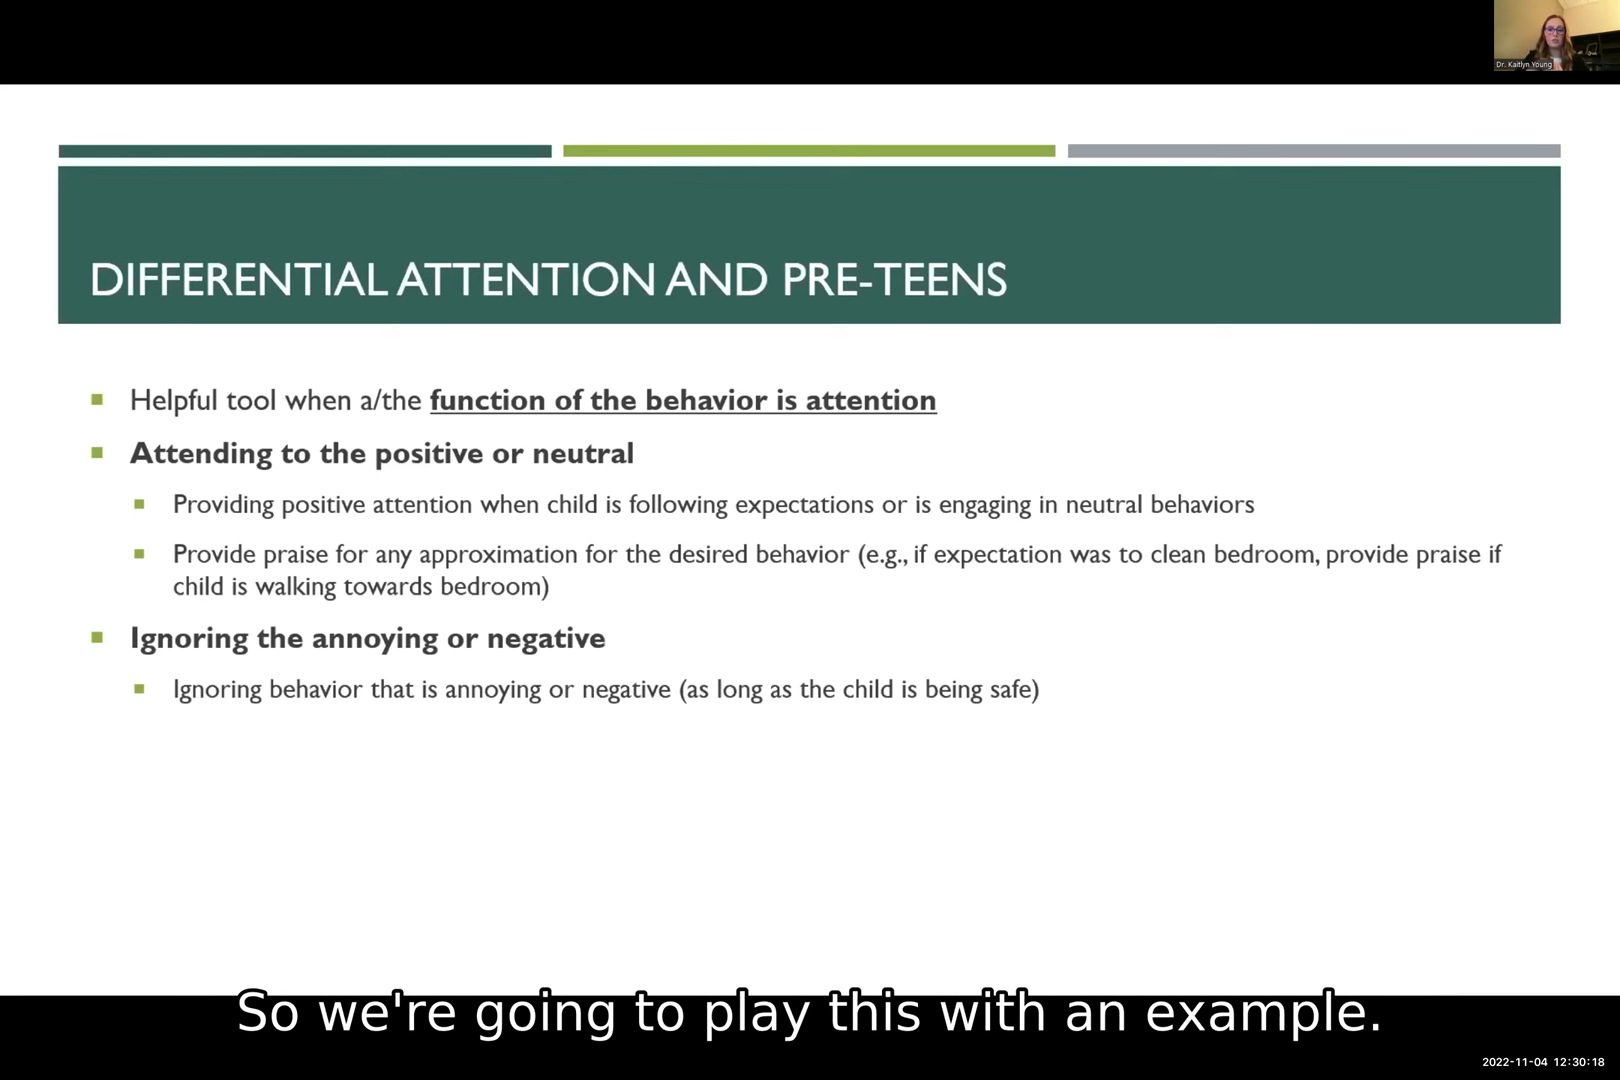 Dr. Kaitlyn Young
DIFFERENTIAL ATTENTION AND PRE-TEENS
Helpful tool when a/the function of the behavior is attention
Attending to the positive or neutral
Providing positive attention when child is following expectations or is engaging in neutral behaviors
Provide praise for any approximation for the desired behavior (e.g., if expectation was to clean bedroom, provide praise if
child is walking towards bedroom)
Ignoring the annoying or negative
Ignoring behavior that is annoying or negative (as long as the child is being safe)
So we're going to play this with an example.
2022-11-04 12:30:18